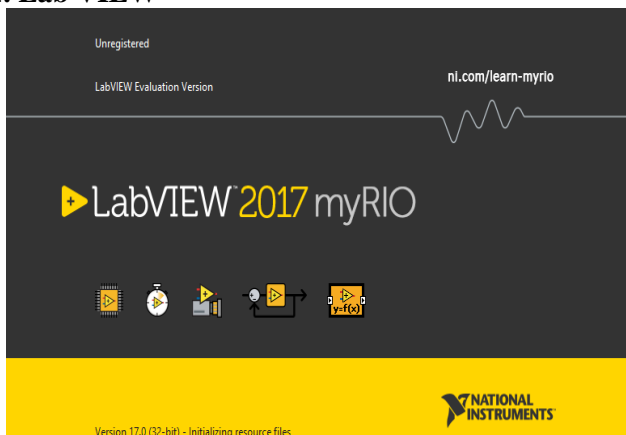 Unregistered
LabVIEW Evaluation Version
ni.com/learn-myrio
LabVIEW™ 2017 myRIO
y=f(x)
NATIONAL
INSTRUMENTS
Version 17.0 (32-bit) - Initializing resource files